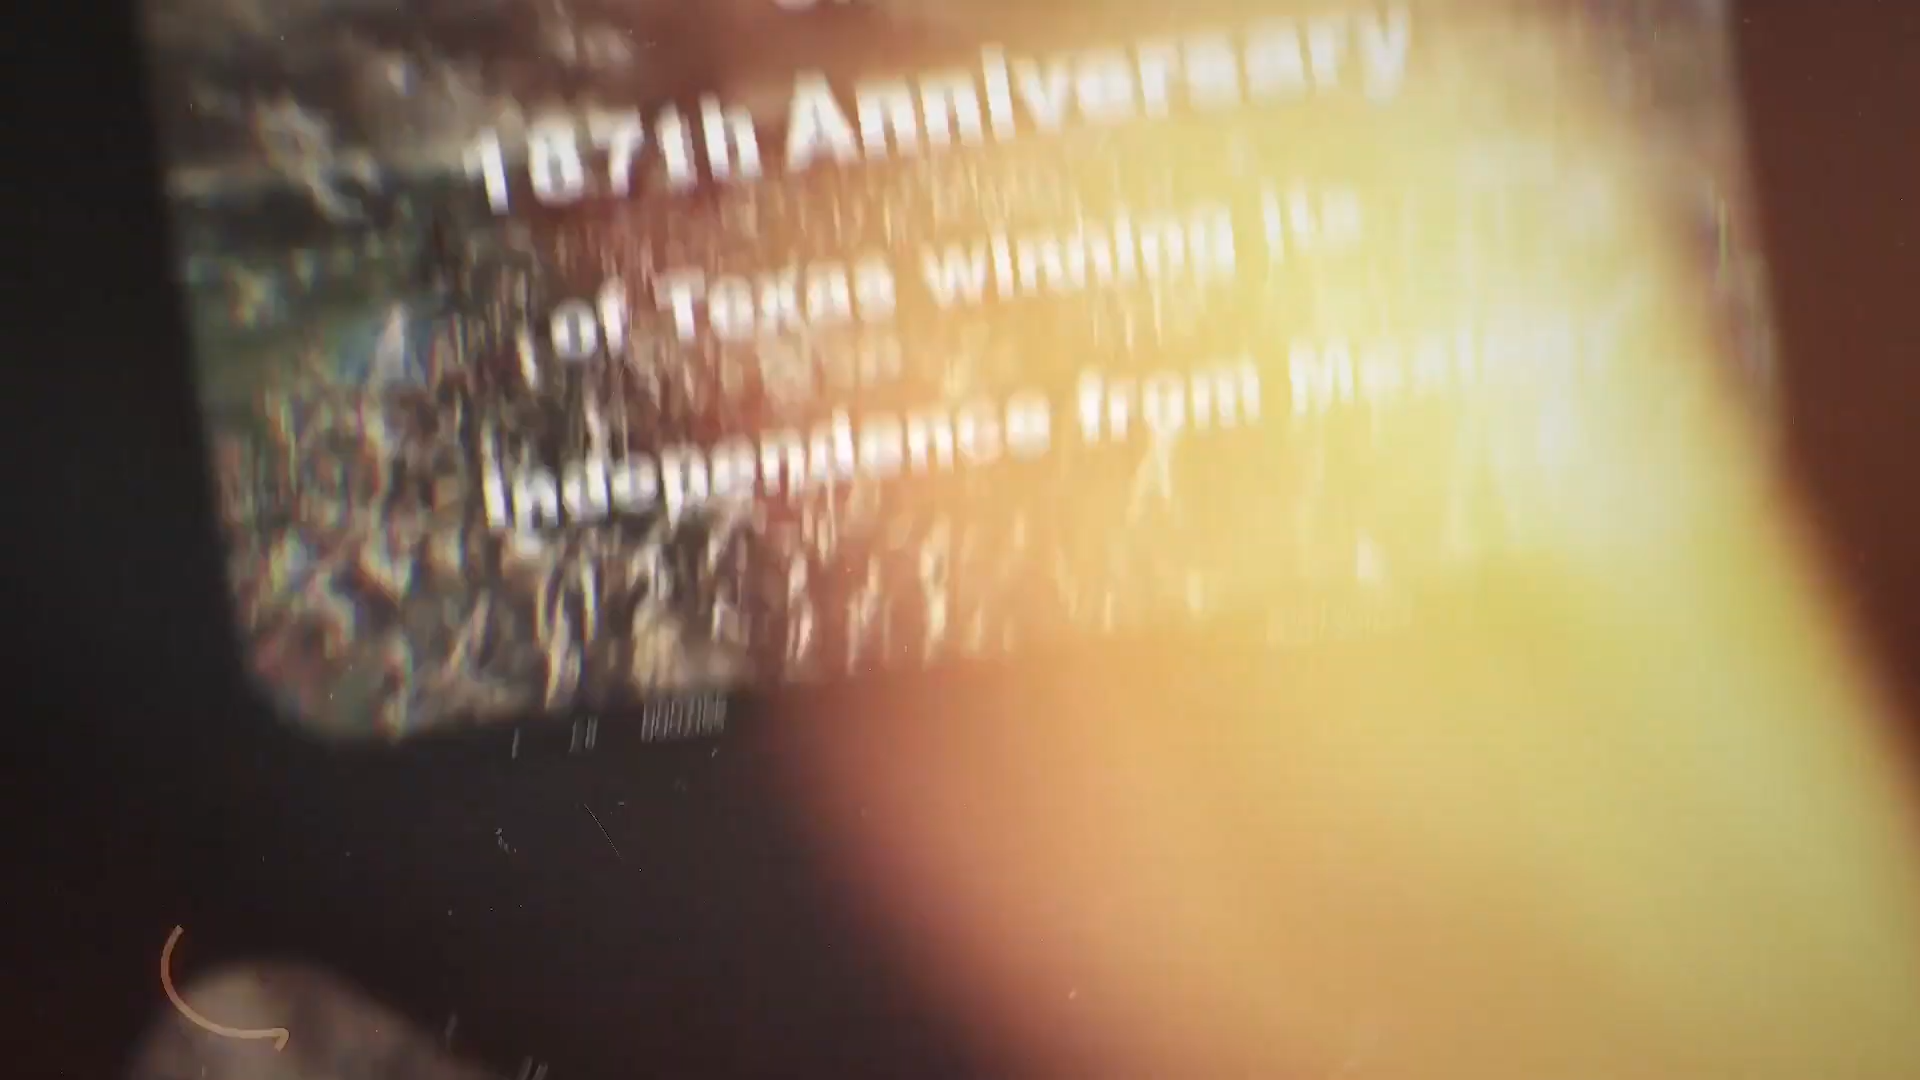 187th Anniversary
of Texas winning its
Independence from